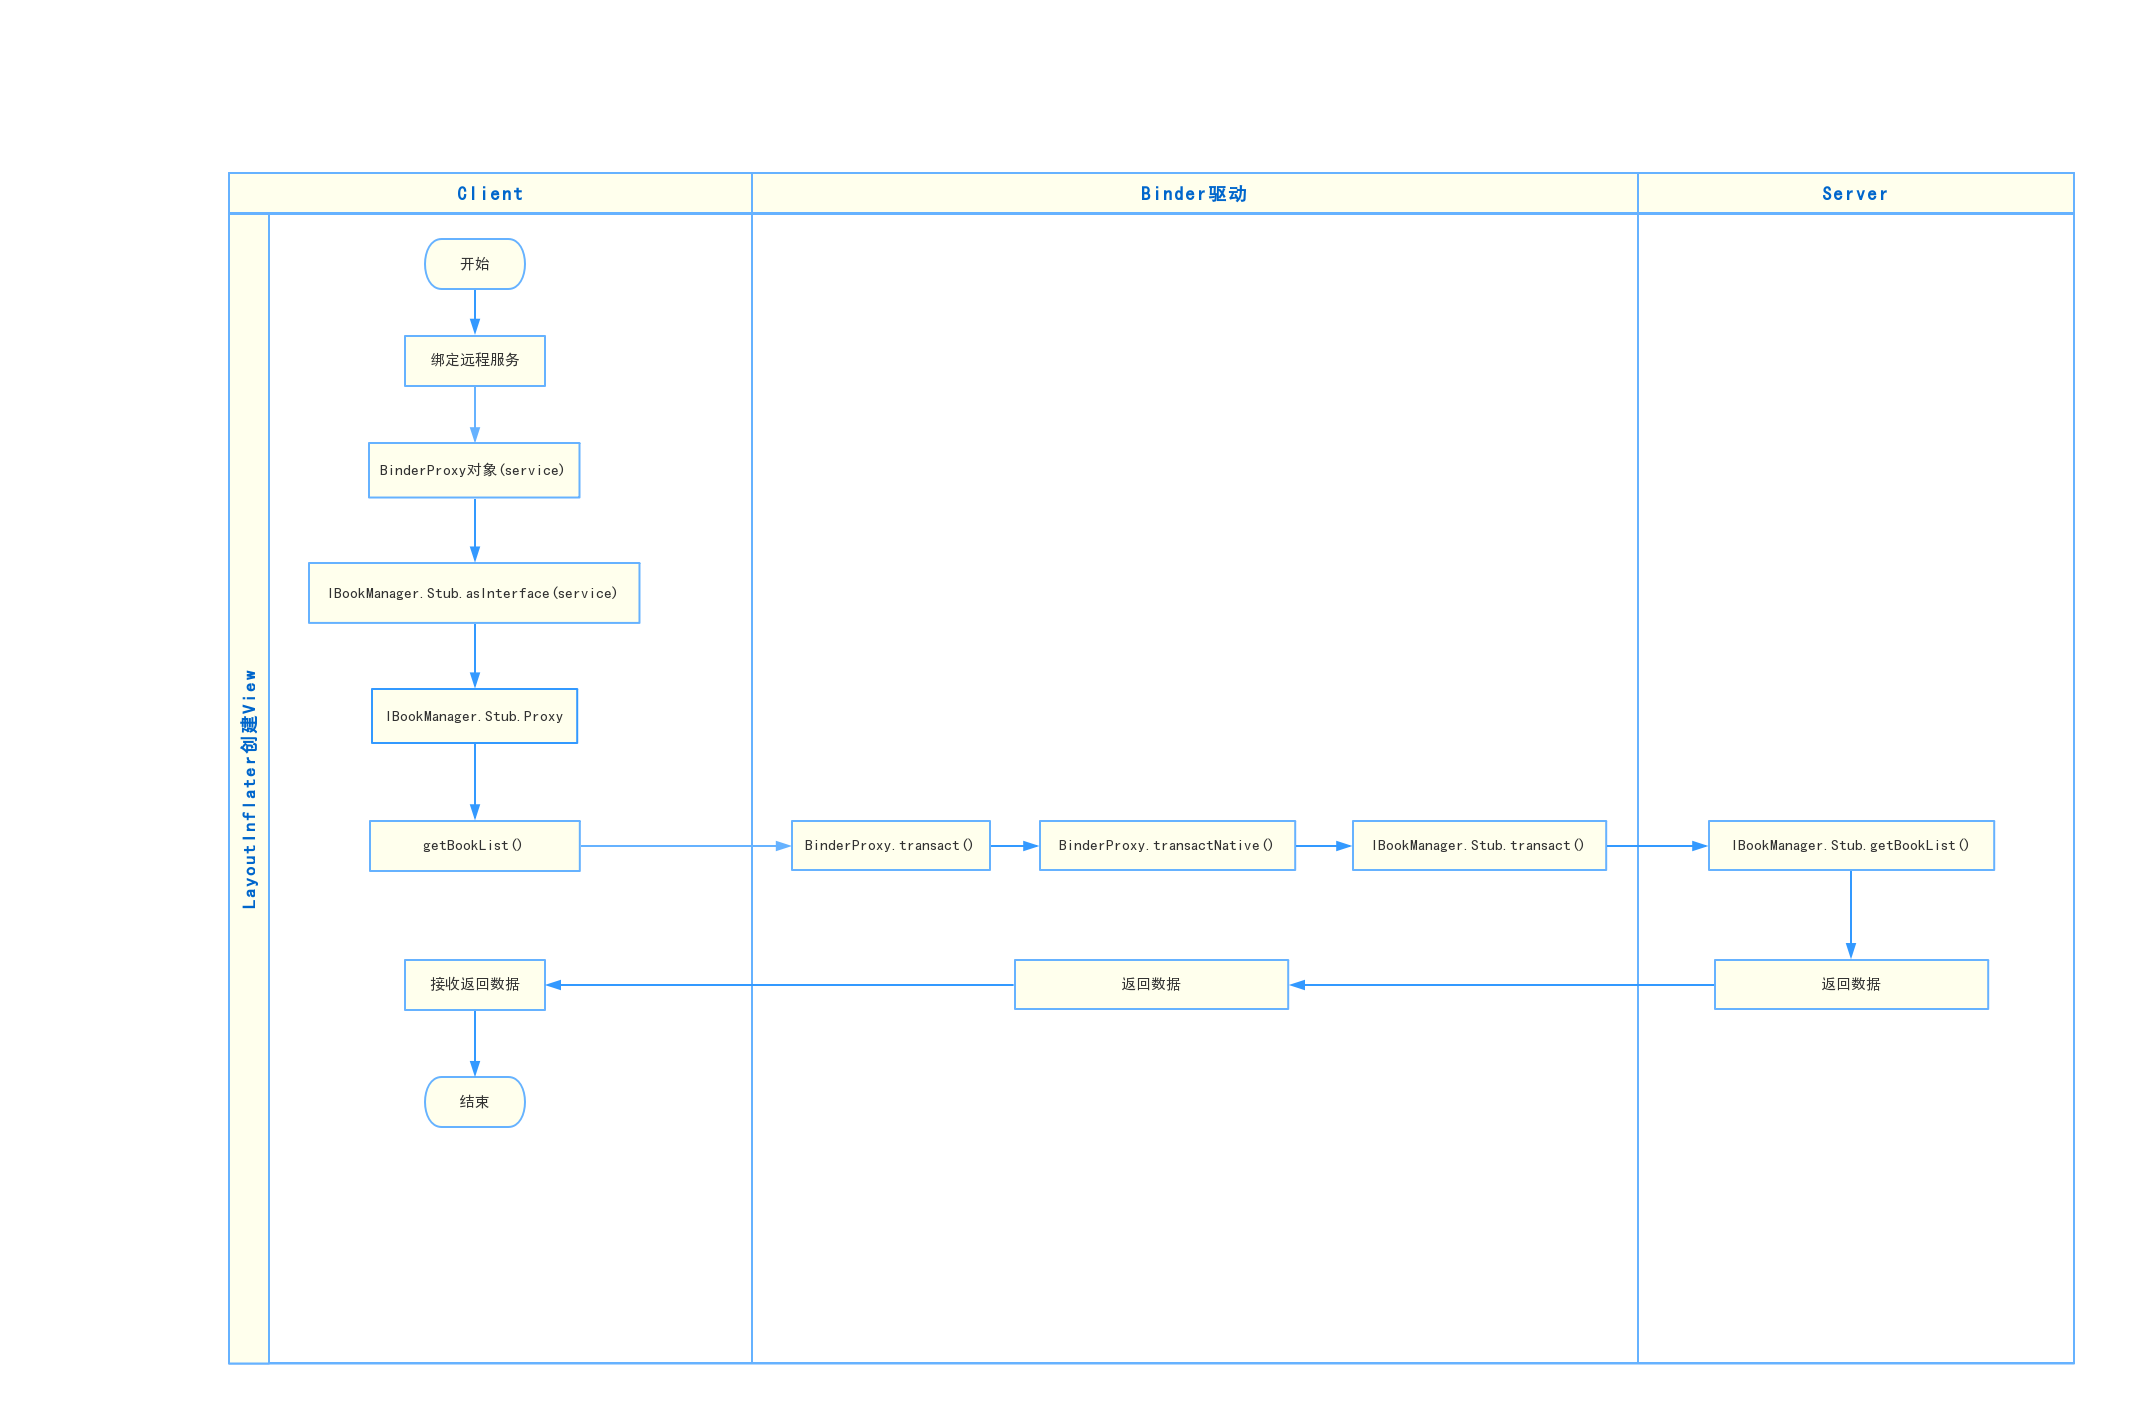 Client
Binder驱动
Server
LayoutInflater创建View
开始
绑定远程服务
BinderProxy对象(service)
IBookManager.Stub.asInterface(service)
IBookManager.Stub.Proxy
getBookList()
BinderProxy.transact()
BinderProxy.transactNative()
IBookManager.Stub.transact()
IBookManager.Stub.getBookList()
接收返回数据
返回数据
返回数据
结束